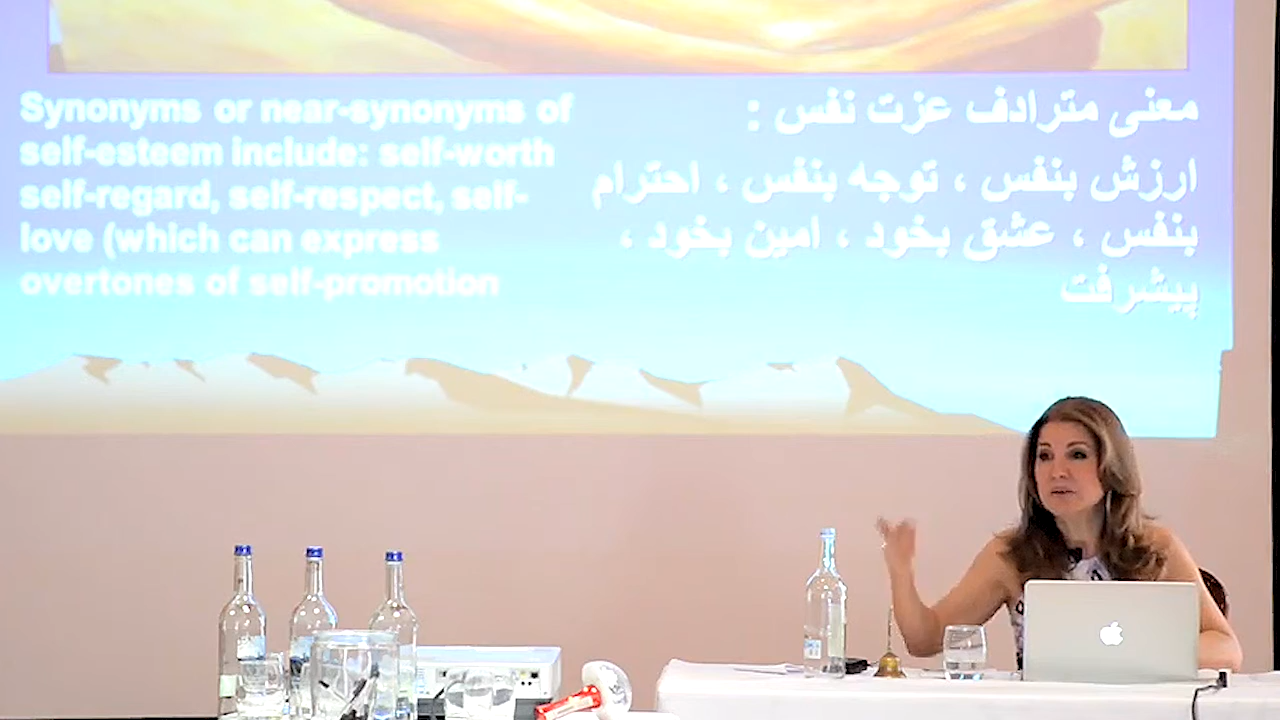 Synonyms or near-synonyms of
self-esteem include: self-worth
self-regard, self-respect, self-
love (which can express
overtones of self-promotion
معنی مترادف عزت نفس :
ارزش بنفس ، توجه بنفس ، احترام
بنفس ، عشق بخود ، امین بخود ،
پیشرفت